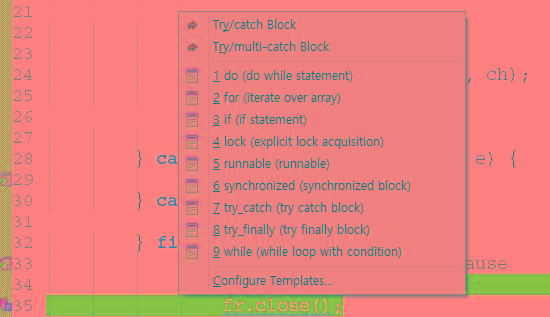 21
22
23
24 , ch);
25
26
27
28 } ca e) {
29
30 } ca
31
32 } fi
33 ause
34
35 fr.close();
Try/catch Block
Try/multi-catch Block
1 do (do while statement)
2 for (iterate over array)
3 if (if statement)
4 lock (explicit lock acquisition)
5 runnable (runnable)
6 synchronized (synchronized block)
7 try_catch (try catch block)
8 try_finally (try finally block)
9 while (while loop with condition)
Configure Templates...